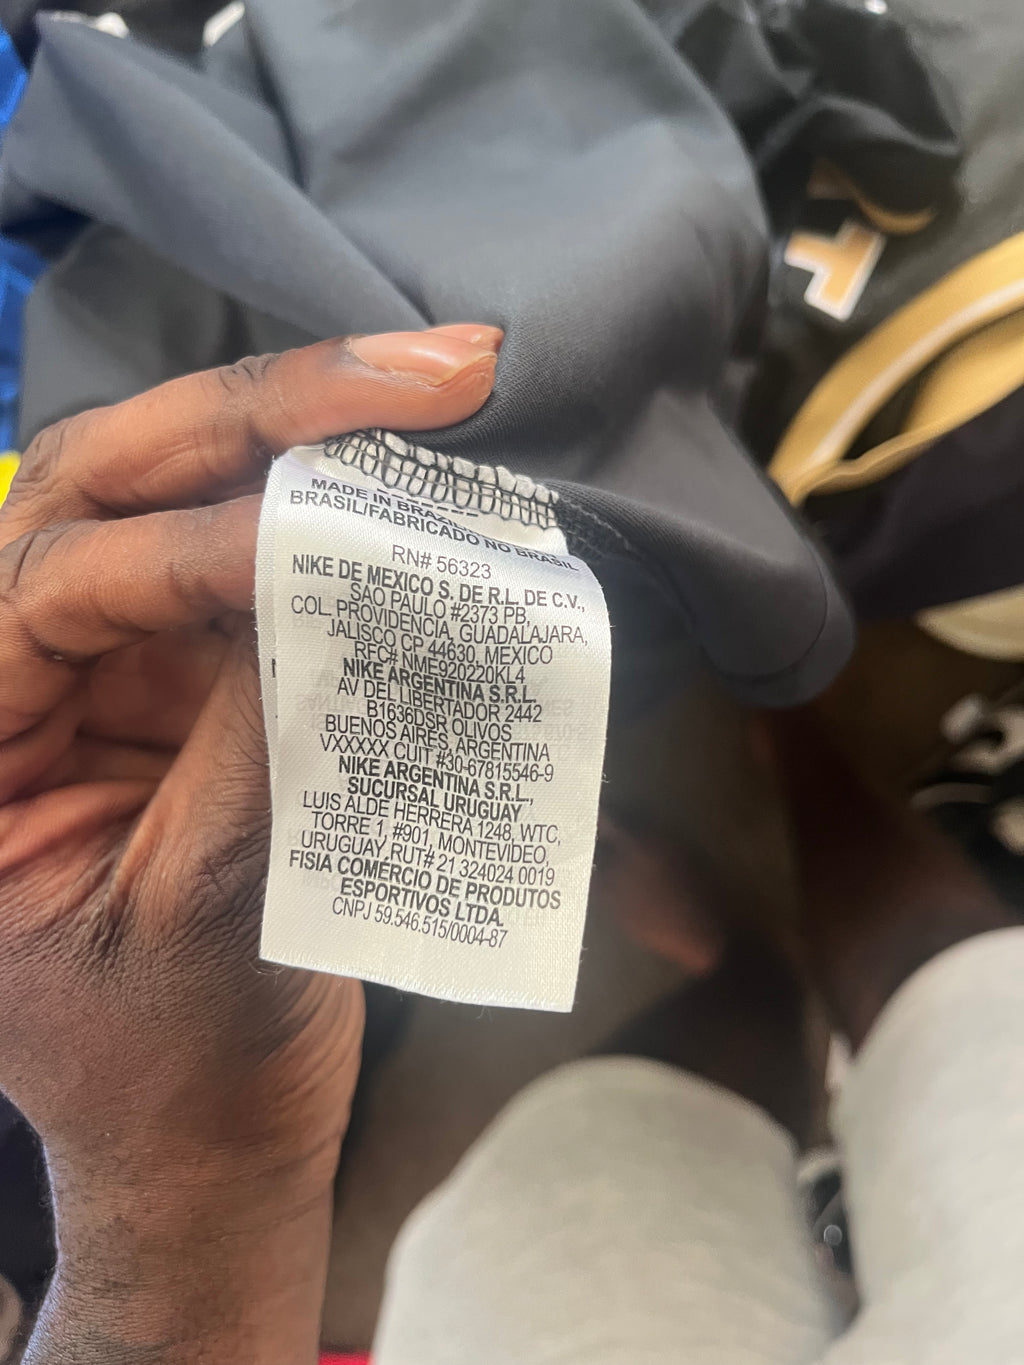 MADE IN BRAZIL
BRASIL/FABRICADO NO BRASIL
RN# 56323
NIKE DE MEXICO S. DE R.L. DE C.V.,
SAO PAULO #2373 PB,
COL. PROVIDENCIA, GUADALAJARA,
JALISCO CP 44630, MEXICO
RFC# NME920220KL4
NIKE ARGENTINA S.R.L.
AV DEL LIBERTADOR 2442
B1636DSR OLIVOS
BUENOS AIRES, ARGENTINA
VXXXXX CUIT #30-67815546-9
NIKE ARGENTINA S.R.L.,
SUCURSAL URUGUAY
LUIS ALDE HERRERA 1248, WTC,
TORRE 1, #901, MONTEVIDEO,
URUGUAY, RUT# 21 324024 0019
FISIA COMÉRCIO DE PRODUTOS
ESPORTIVOS LTDA.
CNPJ 59.546.515/0004-87